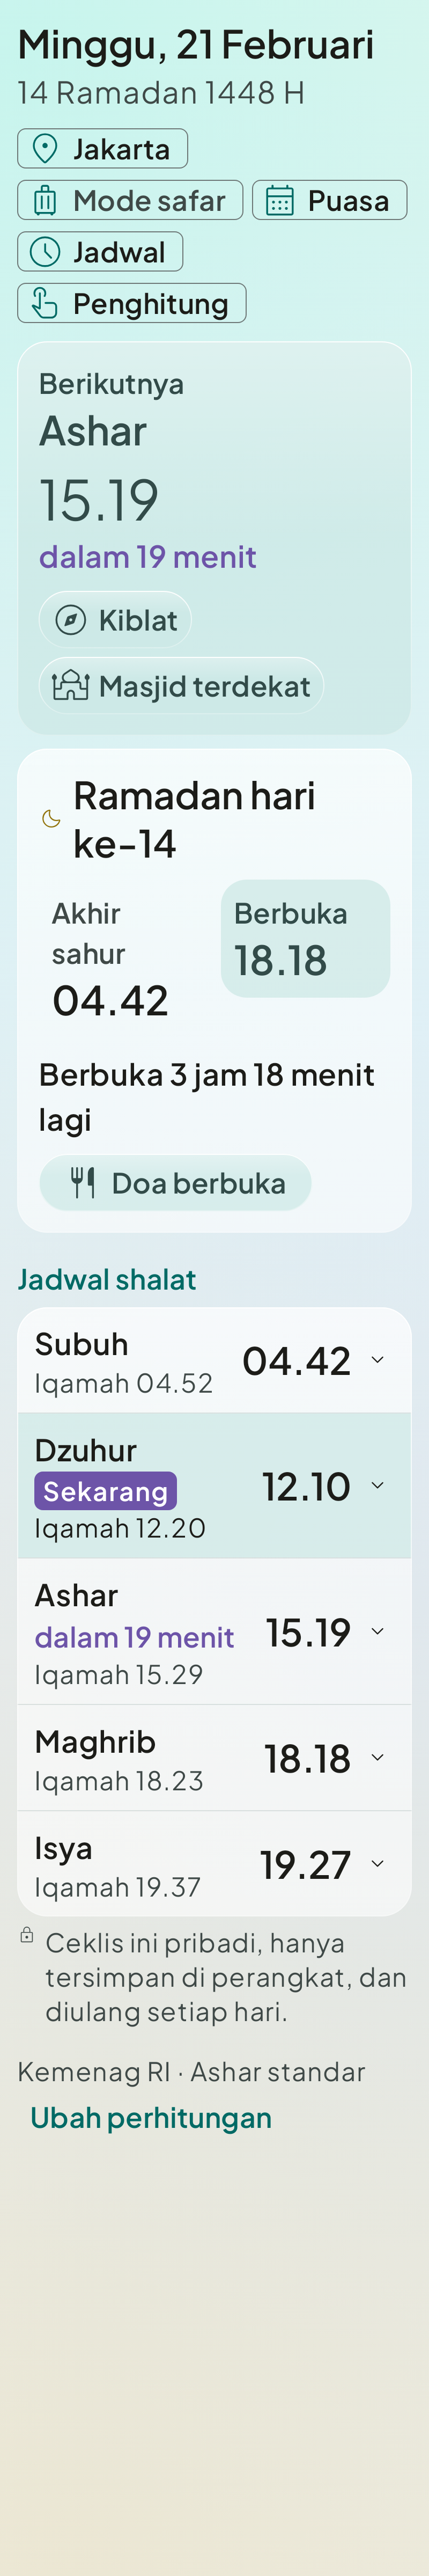 Minggu, 21 Februari
14 Ramadan 1448 H
Jakarta
Mode safar
Puasa
Jadwal
Penghitung
Berikutnya
Ashar
15.19
dalam 19 menit
Kiblat
Masjid terdekat
Ramadan hari
ke-14
Akhir
sahur
04.42
Berbuka
18.18
Berbuka 3 jam 18 menit
lagi
Doa berbuka
Jadwal shalat
Subuh
Iqamah 04.52
04.42
Dzuhur
Sekarang
Iqamah 12.20
12.10
Ashar
dalam 19 menit
Iqamah 15.29
15.19
Maghrib
Iqamah 18.23
18.18
Isya
Iqamah 19.37
19.27
Ceklis ini pribadi, hanya
tersimpan di perangkat, dan
diulang setiap hari.
Kemenag RI · Ashar standar
Ubah perhitungan